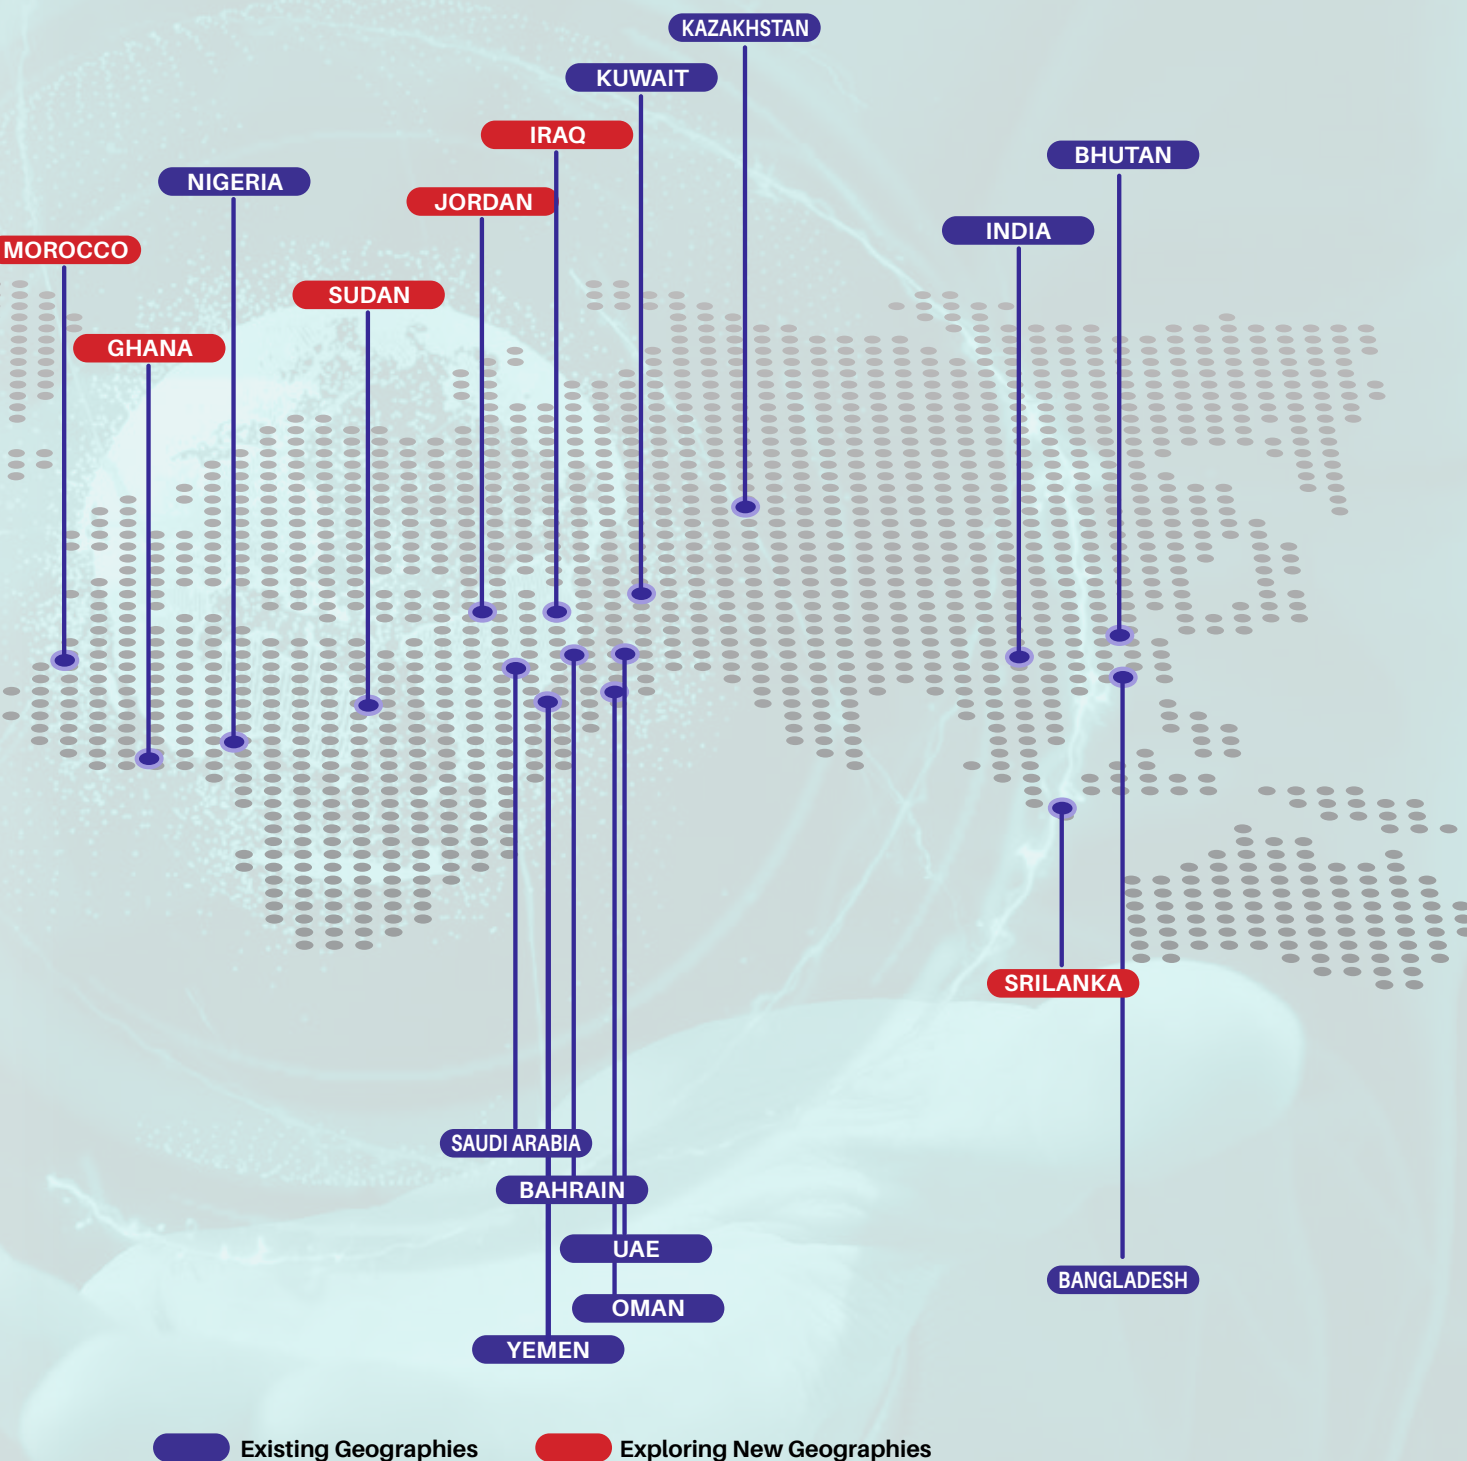 KAZAKHSTAN
KUWAIT
IRAQ
BHUTAN
NIGERIA
JORDAN
INDIA
MOROCCO
SUDAN
GHANA
SRILANKA
SAUDI ARABIA
BAHRAIN
UAE
BANGLADESH
OMAN
YEMEN
Existing Geographies
Exploring New Geographies